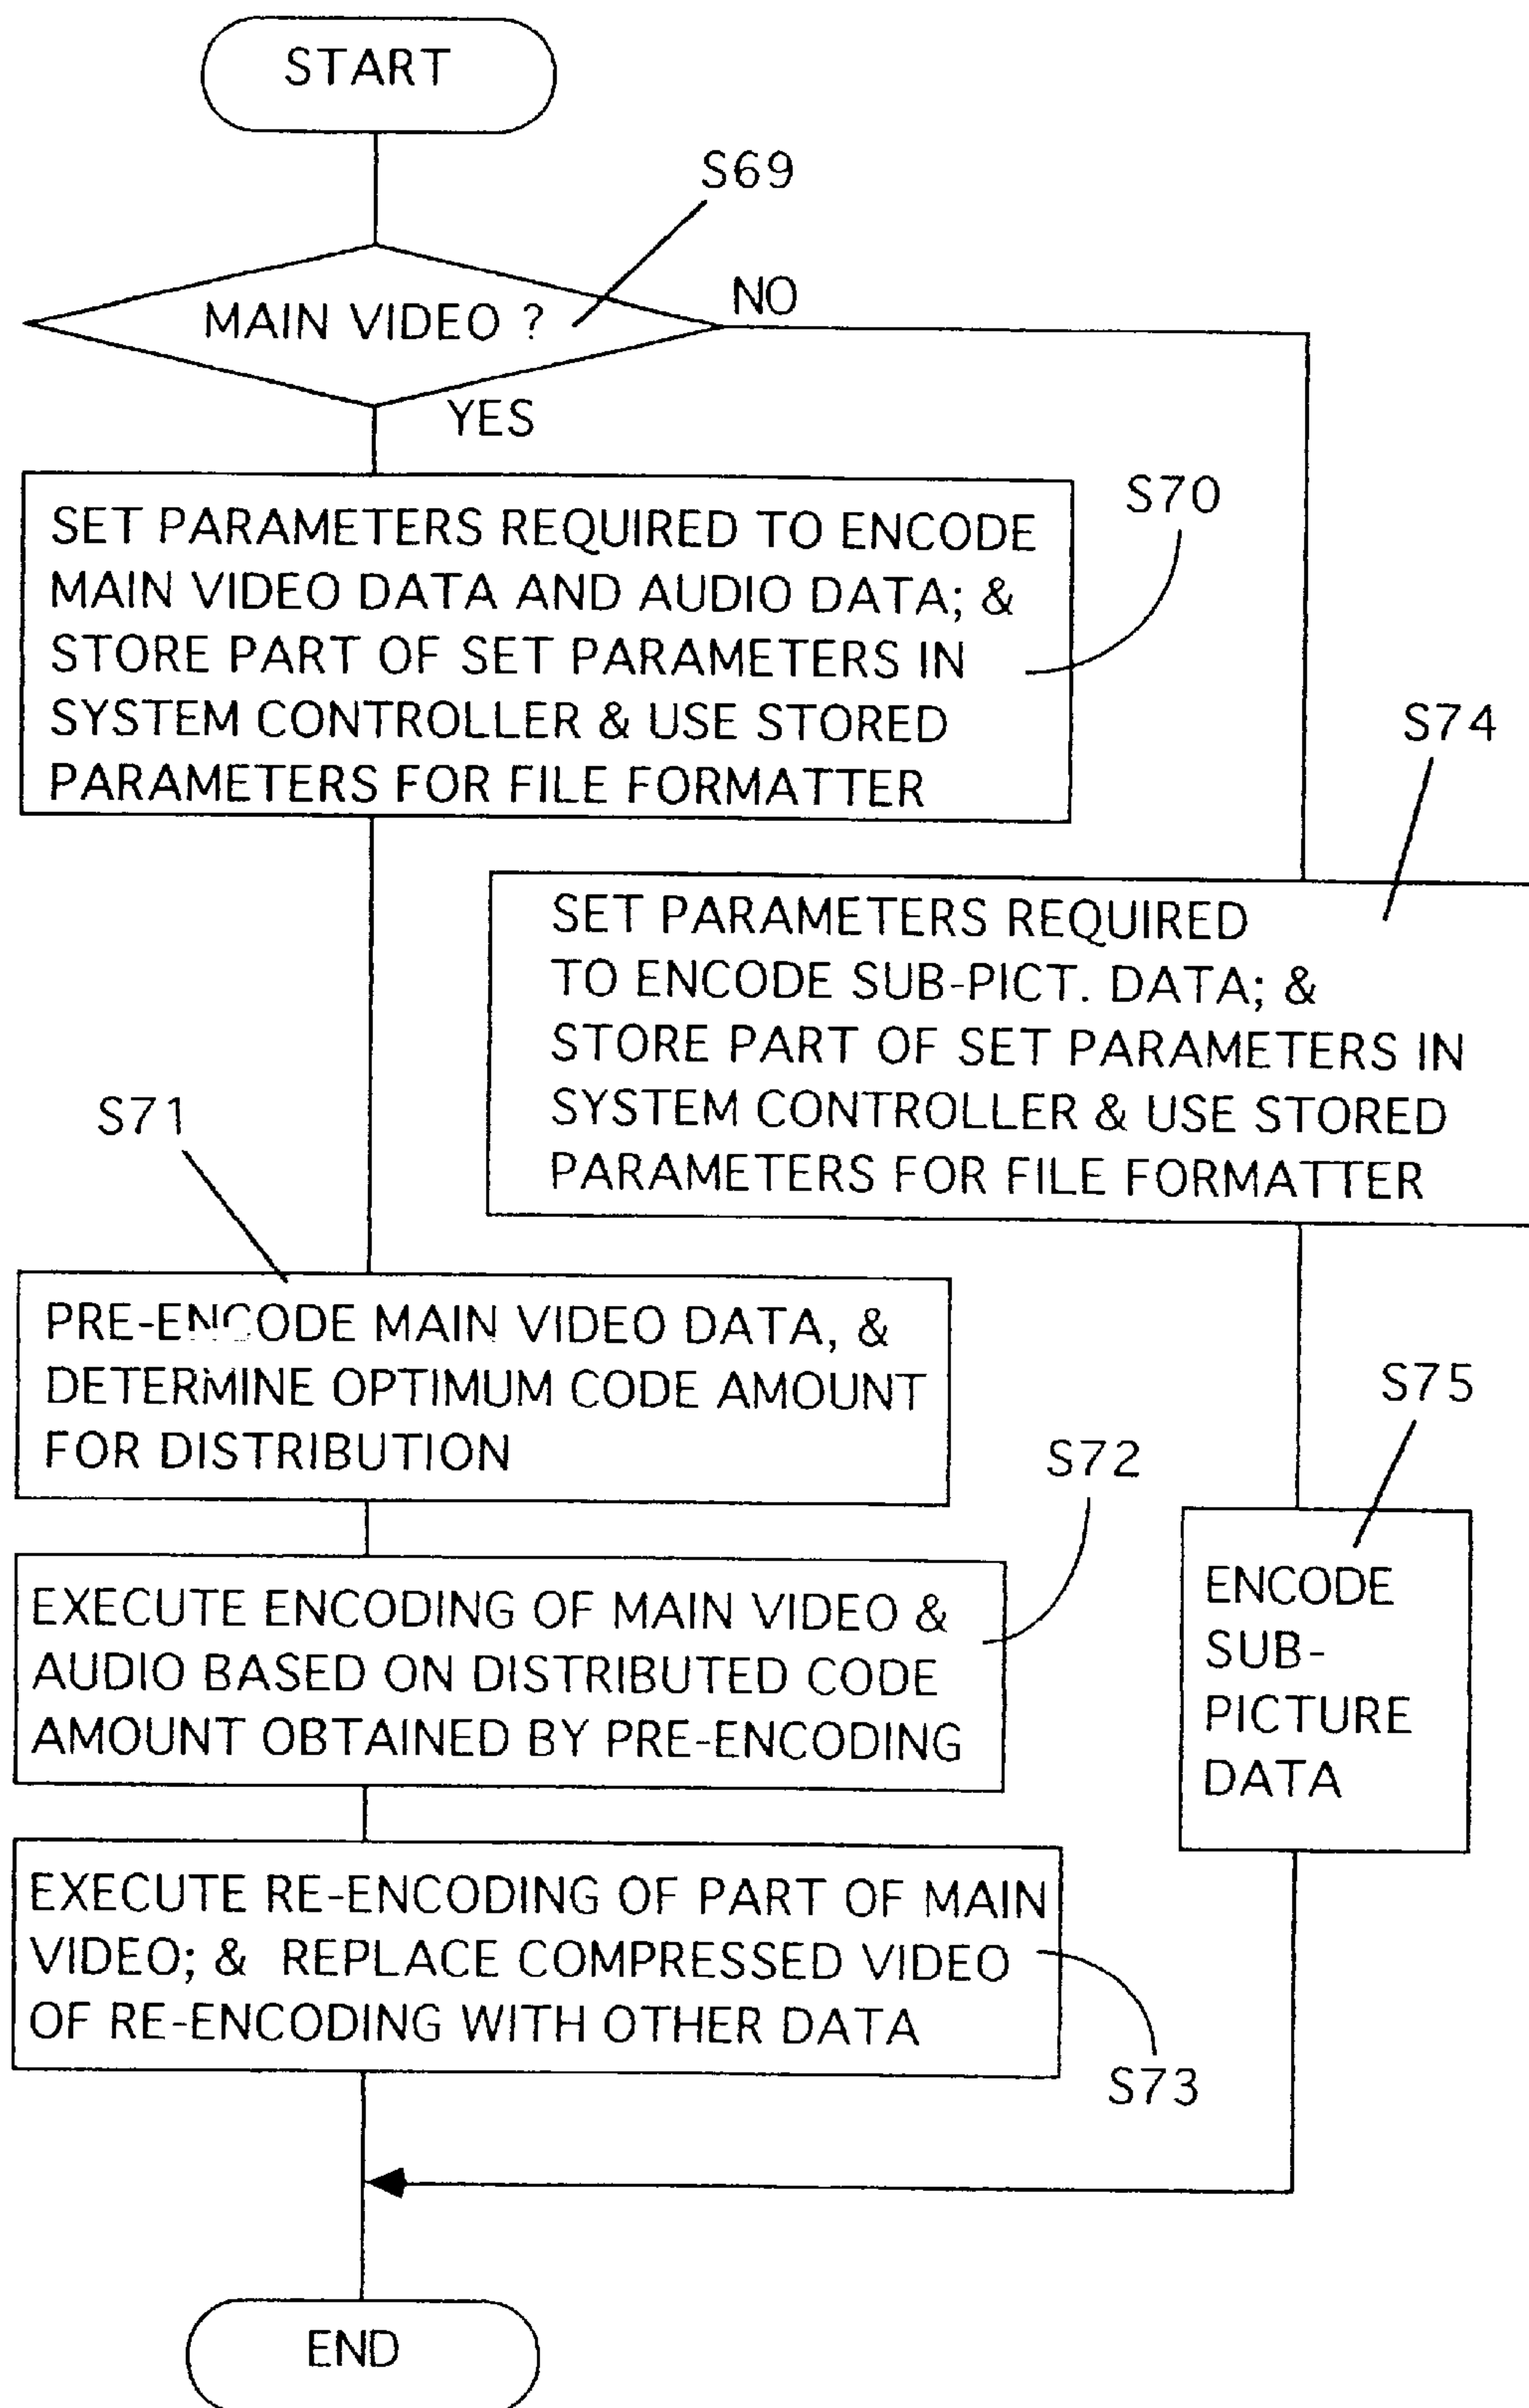 START
S69
MAIN VIDEO ?
NO
YES
S70
SET PARAMETERS REQUIRED TO ENCODE
MAIN VIDEO DATA AND AUDIO DATA; &
STORE PART OF SET PARAMETERS IN
SYSTEM CONTROLLER & USE STORED
PARAMETERS FOR FILE FORMATTER
S74
SET PARAMETERS REQUIRED
TO ENCODE SUB-PICT. DATA; &
STORE PART OF SET PARAMETERS IN
SYSTEM CONTROLLER & USE STORED
PARAMETERS FOR FILE FORMATTER
S71
PRE-ENCODE MAIN VIDEO DATA, &
DETERMINE OPTIMUM CODE AMOUNT
FOR DISTRIBUTION
S72
EXECUTE ENCODING OF MAIN VIDEO &
AUDIO BASED ON DISTRIBUTED CODE
AMOUNT OBTAINED BY PRE-ENCODING
S75
ENCODE
SUB-
PICTURE
DATA
EXECUTE RE-ENCODING OF PART OF MAIN
VIDEO; & REPLACE COMPRESSED VIDEO
OF RE-ENCODING WITH OTHER DATA
S73
END